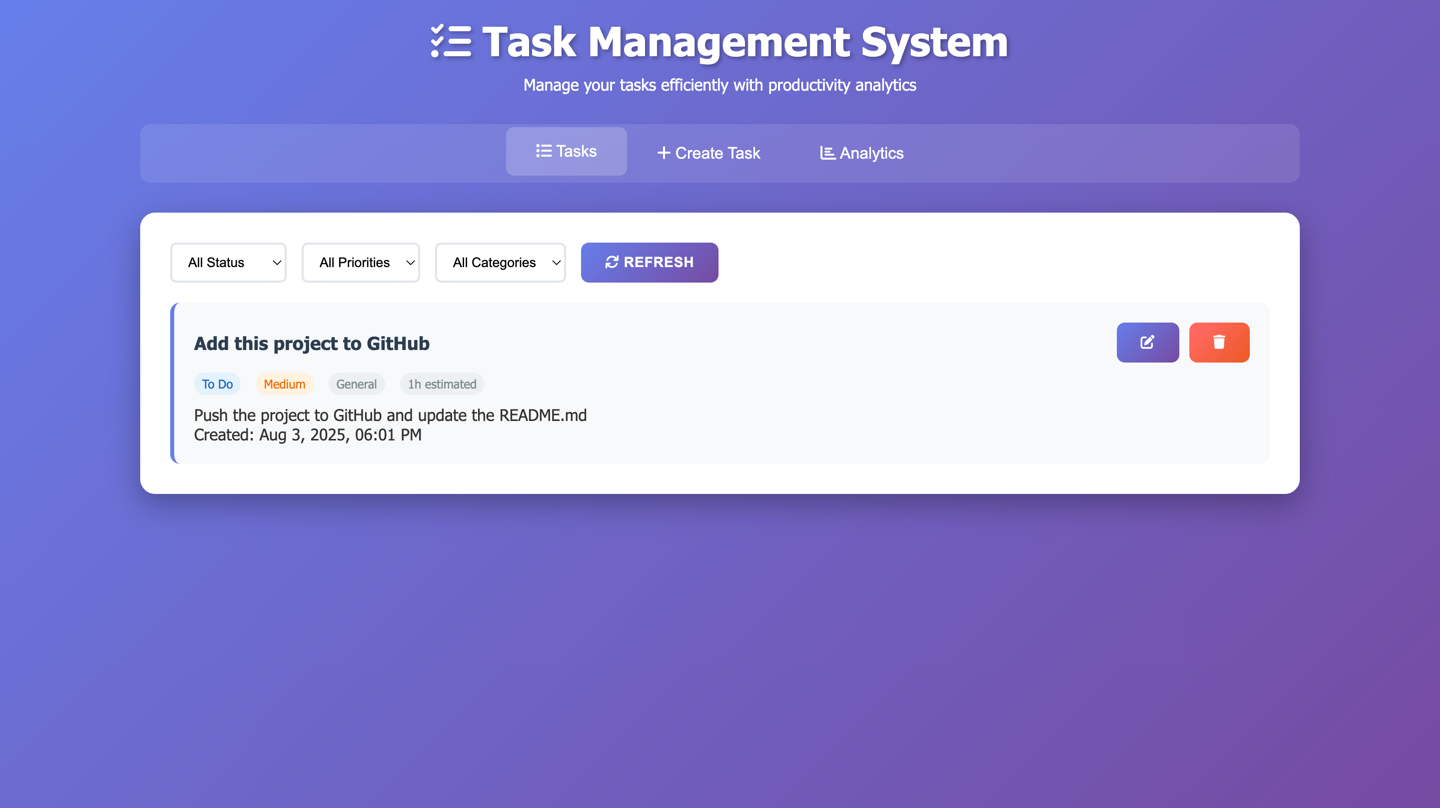 Task Management System
Manage your tasks efficiently with productivity analytics
Tasks
Create Task
Analytics
All Status
All Priorities
All Categories
REFRESH
Add this project to GitHub
To Do
Medium
General
1h estimated
Push the project to GitHub and update the README.md
Created: Aug 3, 2025, 06:01 PM